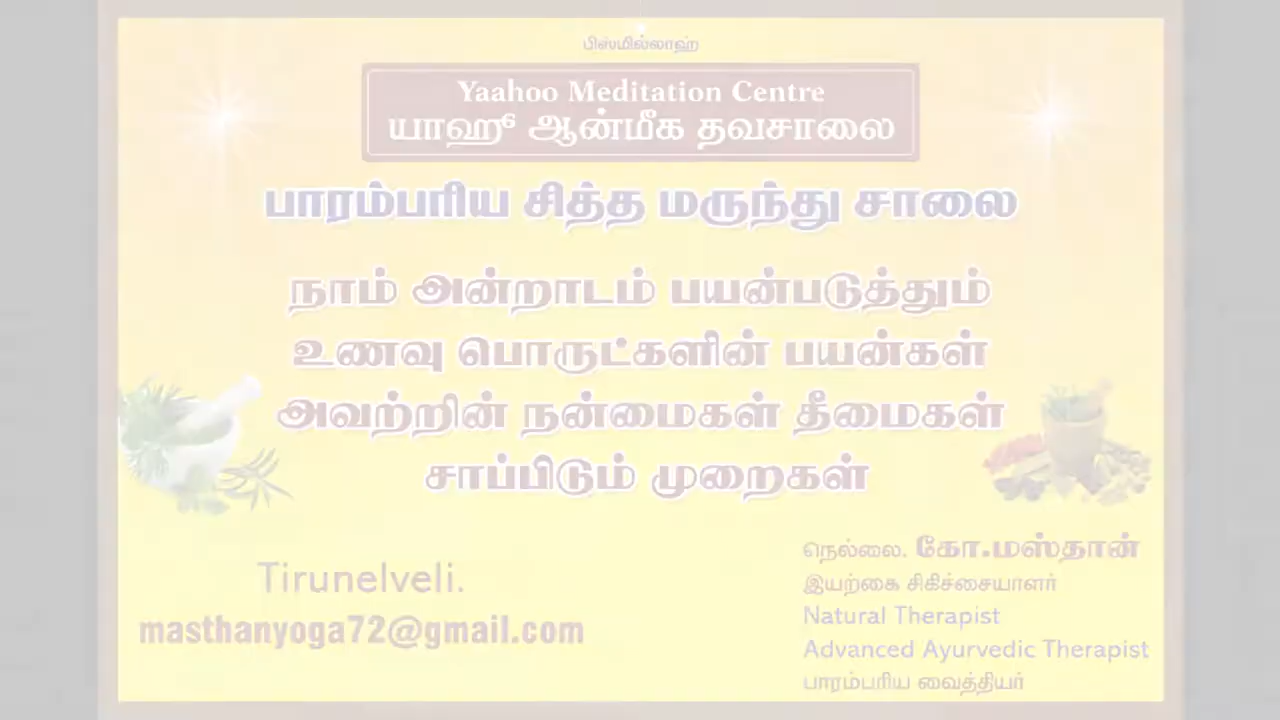 பிஸ்மில்லாஹ்
Yaahoo Meditation Centre
யாஹூ ஆன்மீக தவசாலை
பாரம்பரிய சித்த மருந்து சாலை
நாம் அன்றாடம் பயன்படுத்தும்
உணவு பொருட்களின் பயன்கள்
அவற்றின் நன்மைகள் தீமைகள்
சாப்பிடும் முறைகள்
Tirunelveli.
masthanyoga72@gmail.com
நெல்லை. கோ.மஸ்தான்
இயற்கை சிகிச்சையாளர்
Natural Therapist
Advanced Ayurvedic Therapist
பாரம்பரிய வைத்தியர்